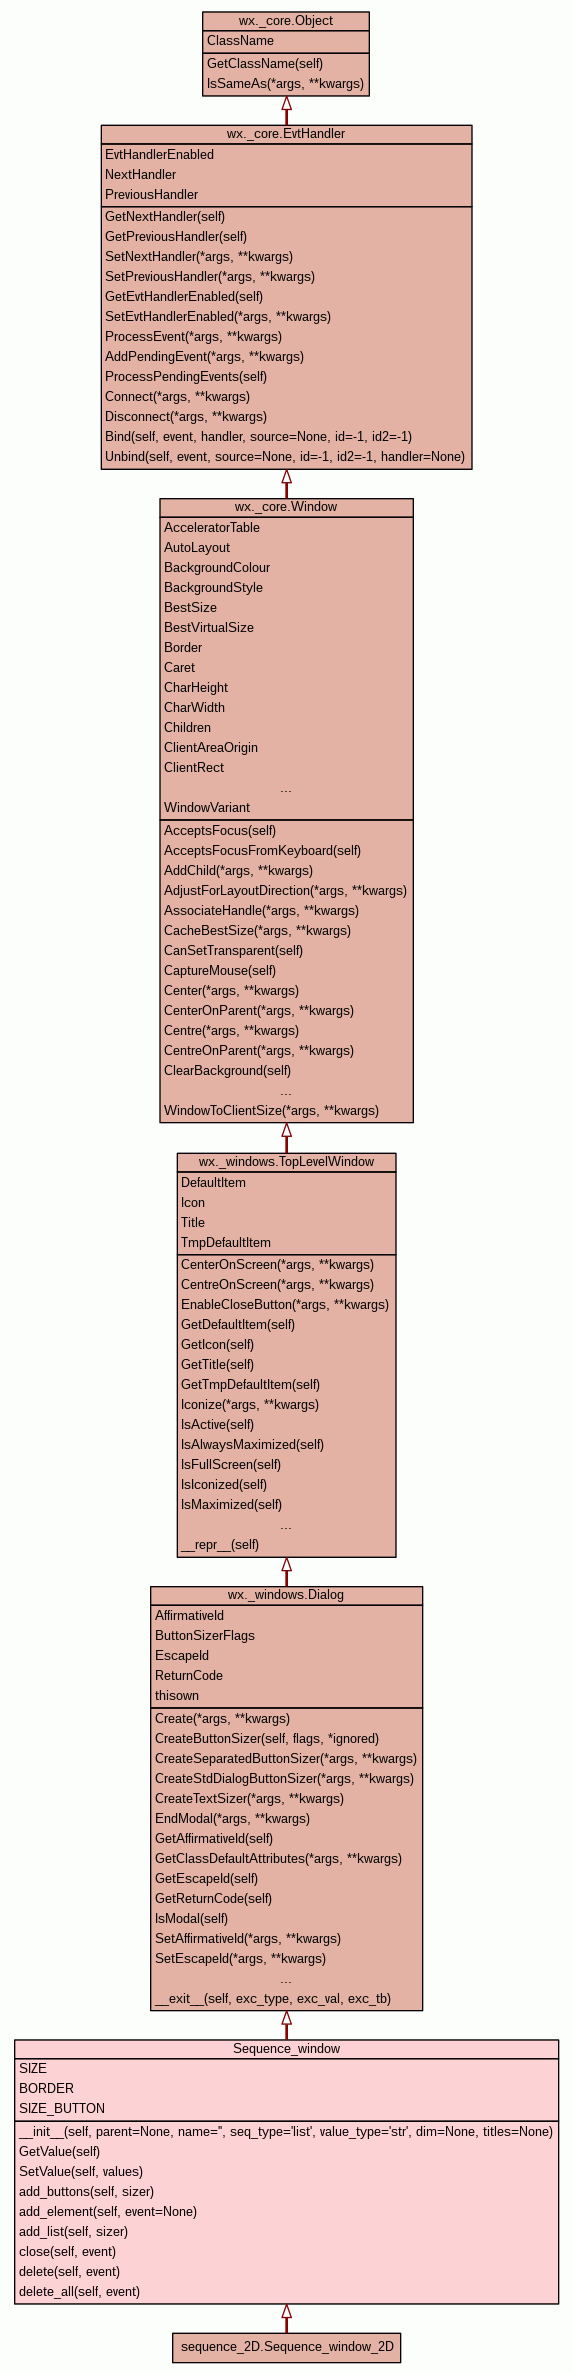 wx._core.Object
ClassName
GetClassName(self)
IsSameAs(*args, **kwargs)
wx._core.EvtHandler
EvtHandlerEnabled
NextHandler
PreviousHandler
GetNextHandler(self)
GetPreviousHandler(self)
SetNextHandler(*args, **kwargs)
SetPreviousHandler(*args, **kwargs)
GetEvtHandlerEnabled(self)
SetEvtHandlerEnabled(*args, **kwargs)
ProcessEvent(*args, **kwargs)
AddPendingEvent(*args, **kwargs)
ProcessPendingEvents(self)
Connect(*args, **kwargs)
Disconnect(*args, **kwargs)
Bind(self, event, handler, source=None, id=-1, id2=-1)
Unbind(self, event, source=None, id=-1, id2=-1, handler=None)
wx._core.Window
AcceleratorTable
AutoLayout
BackgroundColour
BackgroundStyle
BestSize
BestVirtualSize
Border
Caret
CharHeight
CharWidth
Children
ClientAreaOrigin
ClientRect
...
WindowVariant
AcceptsFocus(self)
AcceptsFocusFromKeyboard(self)
AddChild(*args, **kwargs)
AdjustForLayoutDirection(*args, **kwargs)
AssociateHandle(*args, **kwargs)
CacheBestSize(*args, **kwargs)
CanSetTransparent(self)
CaptureMouse(self)
Center(*args, **kwargs)
CenterOnParent(*args, **kwargs)
Centre(*args, **kwargs)
CentreOnParent(*args, **kwargs)
ClearBackground(self)
...
WindowToClientSize(*args, **kwargs)
wx._windows.TopLevelWindow
DefaultItem
Icon
Title
TmpDefaultItem
CenterOnScreen(*args, **kwargs)
CentreOnScreen(*args, **kwargs)
EnableCloseButton(*args, **kwargs)
GetDefaultItem(self)
GetIcon(self)
GetTitle(self)
GetTmpDefaultItem(self)
Iconize(*args, **kwargs)
IsActive(self)
IsAlwaysMaximized(self)
IsFullScreen(self)
IsIconized(self)
IsMaximized(self)
...
__repr__(self)
wx._windows.Dialog
AffirmativeId
ButtonSizerFlags
EscapeId
ReturnCode
thisown
Create(*args, **kwargs)
CreateButtonSizer(self, flags, *ignored)
CreateSeparatedButtonSizer(*args, **kwargs)
CreateStdDialogButtonSizer(*args, **kwargs)
CreateTextSizer(*args, **kwargs)
EndModal(*args, **kwargs)
GetAffirmativeId(self)
GetClassDefaultAttributes(*args, **kwargs)
GetEscapeId(self)
GetReturnCode(self)
IsModal(self)
SetAffirmativeId(*args, **kwargs)
SetEscapeId(*args, **kwargs)
...
__exit__(self, exc_type, exc_val, exc_tb)
Sequence_window
SIZE
BORDER
SIZE_BUTTON
__init__(self, parent=None, name='', seq_type='list', value_type='str', dim=None, titles=None)
GetValue(self)
SetValue(self, values)
add_buttons(self, sizer)
add_element(self, event=None)
add_list(self, sizer)
close(self, event)
delete(self, event)
delete_all(self, event)
sequence_2D.Sequence_window_2D